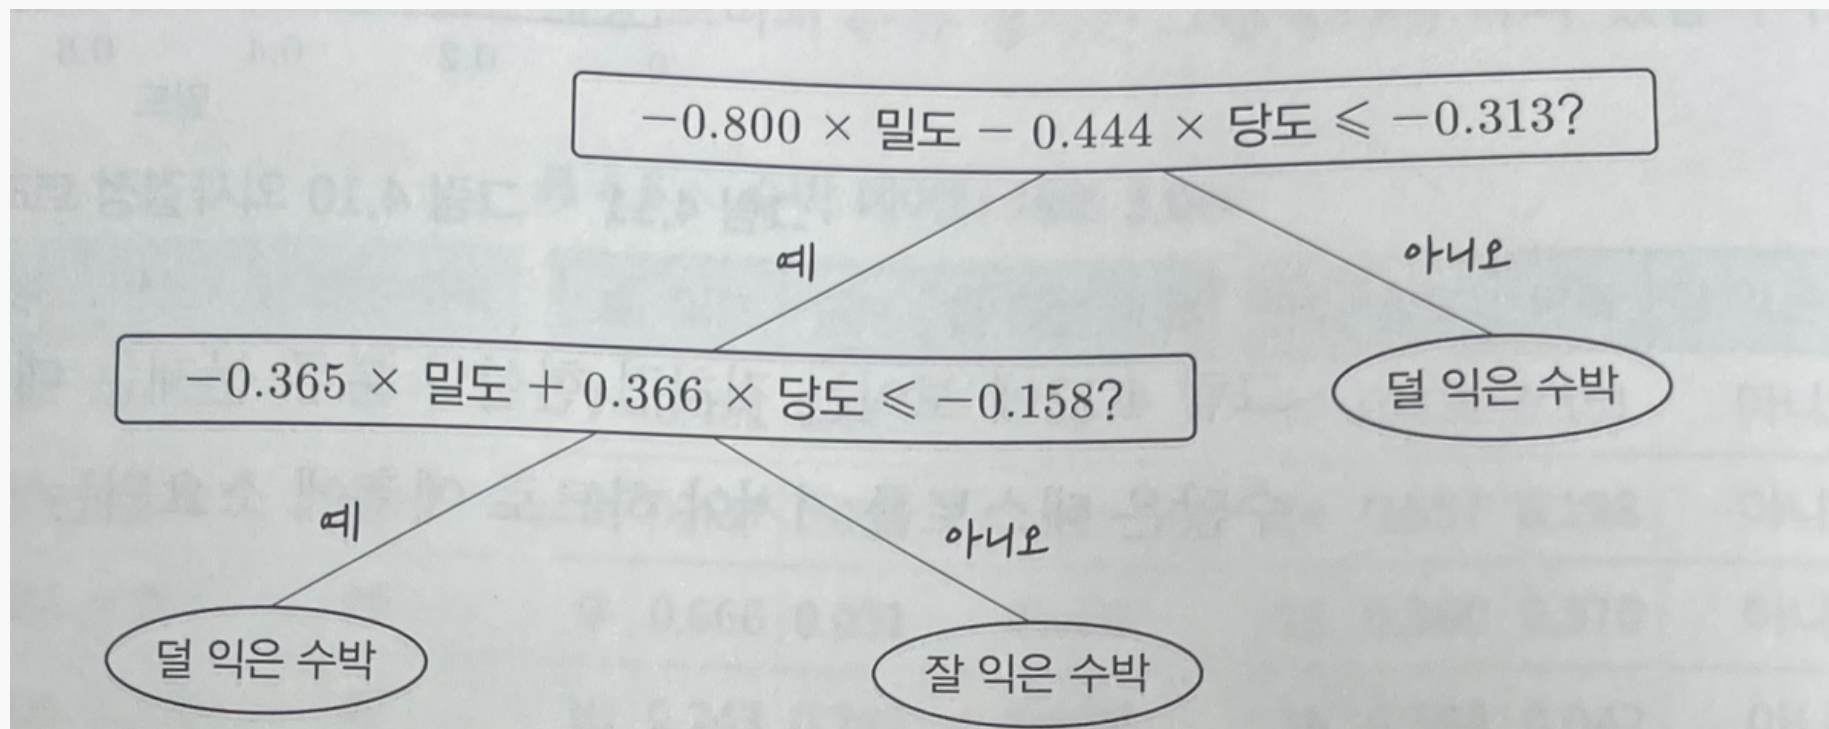 −0.800 × 밀도 − 0.444 × 당도 ⩽ −0.313?
예
아니오
−0.365 × 밀도 + 0.366 × 당도 ⩽ −0.158?
덜 익은 수박
예
아니오
덜 익은 수박
잘 익은 수박